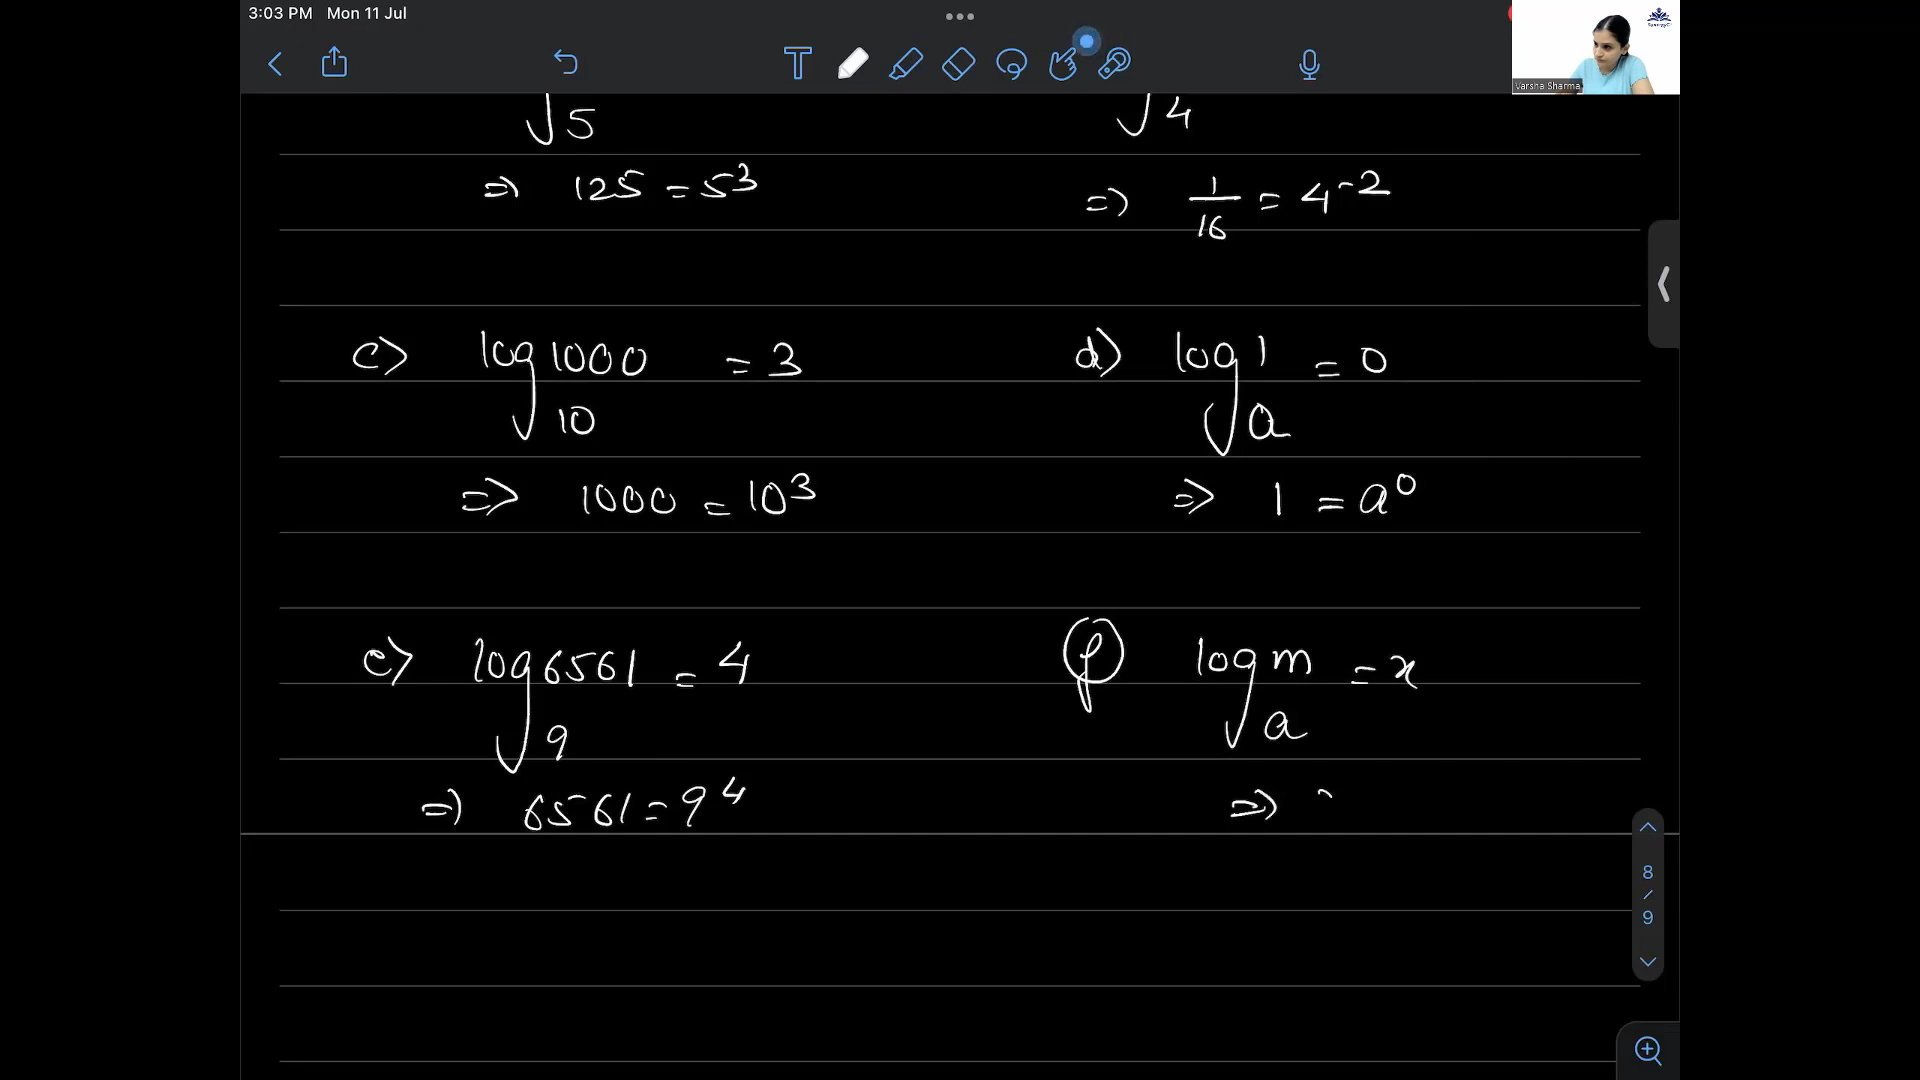 3:03 PM Mon 11 Jul
Varsha Sharma
√5
√4
=> 125 = 5³
=> 1/16 = 4⁻²
c) log 1000 = 3
10
d) log 1 = 0
a
=> 1000 = 10³
=> 1 = a⁰
e) log 6561 = 4
9
f log m = x
a
=> 6561 = 9⁴
=>
8
/
9